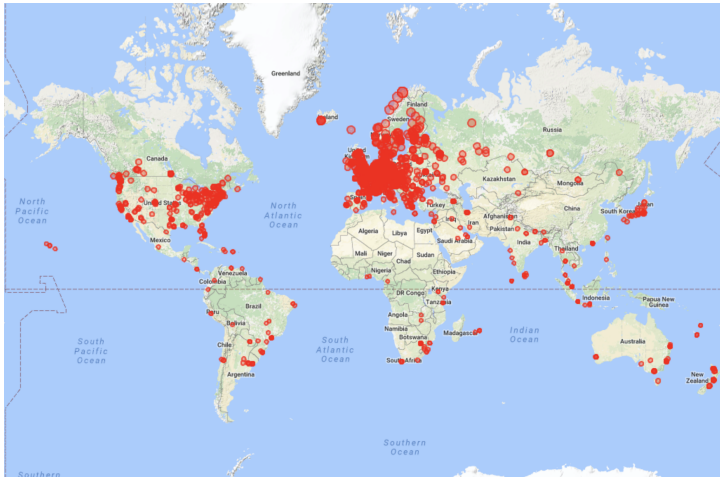 Greenland
Finland
Sweden
Russia
Canada
United States
Kazakhstan
Mongolia
North
Pacific
Ocean
North
Atlantic
Ocean
Turkey
Iraq
Iran
Afghanistan
Pakistan
China
South Korea
Japan
Mexico
Algeria
Libya
Egypt
Saudi Arabia
India
Thailand
Mali
Niger
Chad
Sudan
Nigeria
Ethiopia
Venezuela
Colombia
DR Congo
Kenya
Tanzania
Indonesia
Papua New
Guinea
Brazil
Peru
Bolivia
Angola
Namibia
Botswana
Madagascar
South
Pacific
Ocean
Chile
South
Atlantic
Ocean
Indian
Ocean
Australia
South Africa
Argentina
New
Zealand
Southern
Ocean
Southern